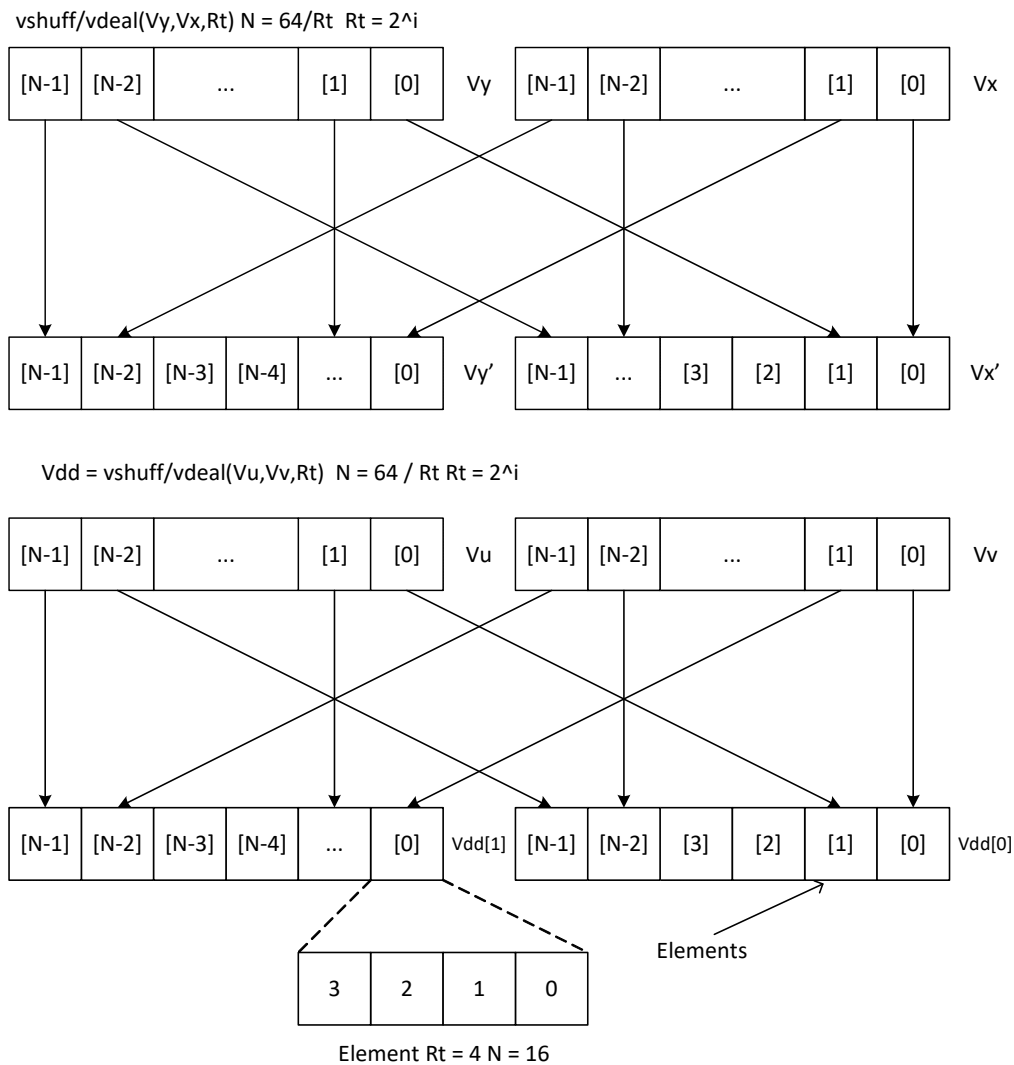 vshuff/vdeal(Vy,Vx,Rt) N = 64/Rt Rt = 2^i
[N-1] [N-2] ... [1] [0] Vy [N-1] [N-2] ... [1] [0] Vx
[N-1] [N-2] [N-3] [N-4] ... [0] Vy’ [N-1] ... [3] [2] [1] [0] Vx’
Vdd = vshuff/vdeal(Vu,Vv,Rt) N = 64 / Rt Rt = 2^i
[N-1] [N-2] ... [1] [0] Vu [N-1] [N-2] ... [1] [0] Vv
[N-1] [N-2] [N-3] [N-4] ... [0] Vdd[1] [N-1] [N-2] [3] [2] [1] [0] Vdd[0]
Elements
3 2 1 0
Element Rt = 4 N = 16